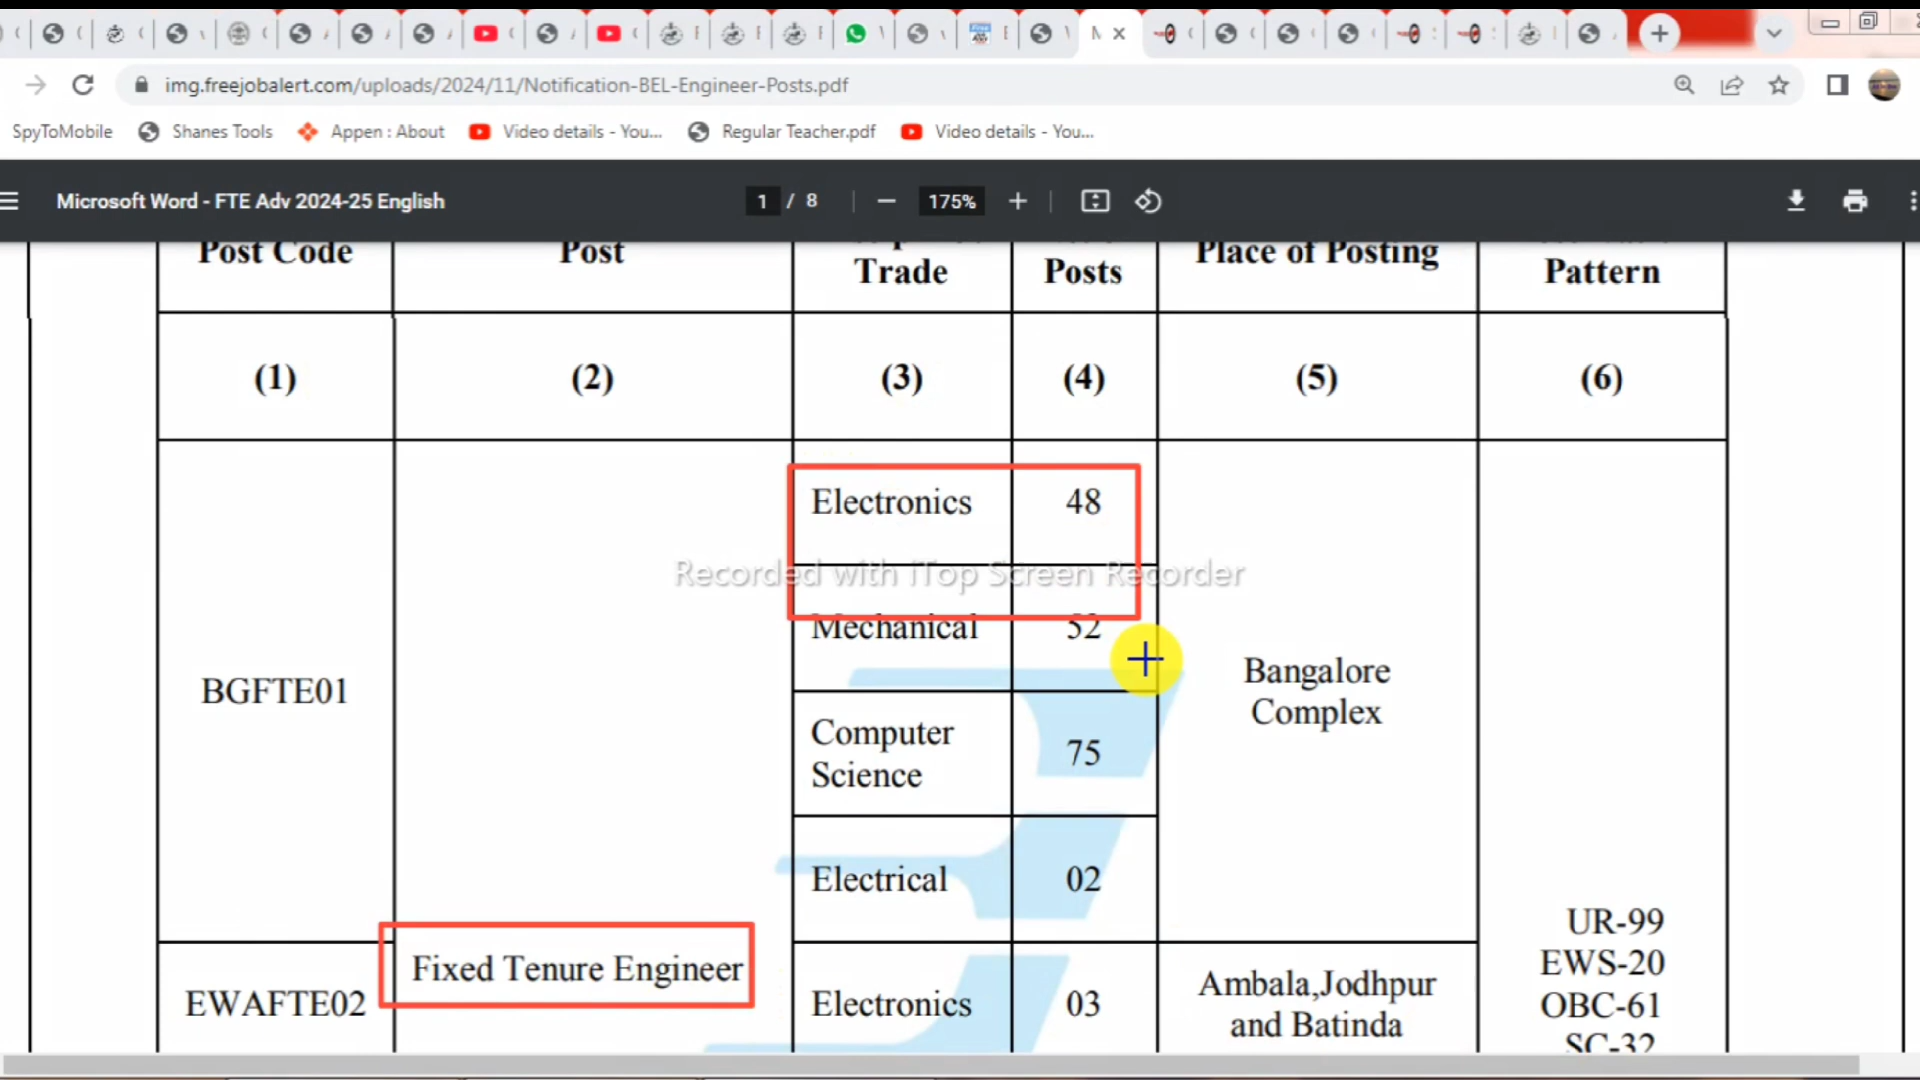 img.freejobalert.com/uploads/2024/11/Notification-BEL-Engineer-Posts.pdf
SpyToMobile
Shanes Tools
Appen : About
Video details - You...
Regular Teacher.pdf
Video details - You...
Microsoft Word - FTE Adv 2024-25 English
1 / 8
175%
Post Code
Post
Trade
Posts
Place of Posting
Pattern
(1)
(2)
(3)
(4)
(5)
(6)
BGFTE01
Electronics 48
Recorded with iTop Screen Recorder
Mechanical 52
Computer
Science
75
Electrical 02
Bangalore
Complex
EWAFTE02
Fixed Tenure Engineer
Electronics 03
Ambala,Jodhpur
and Batinda
UR-99
EWS-20
OBC-61
SC-32